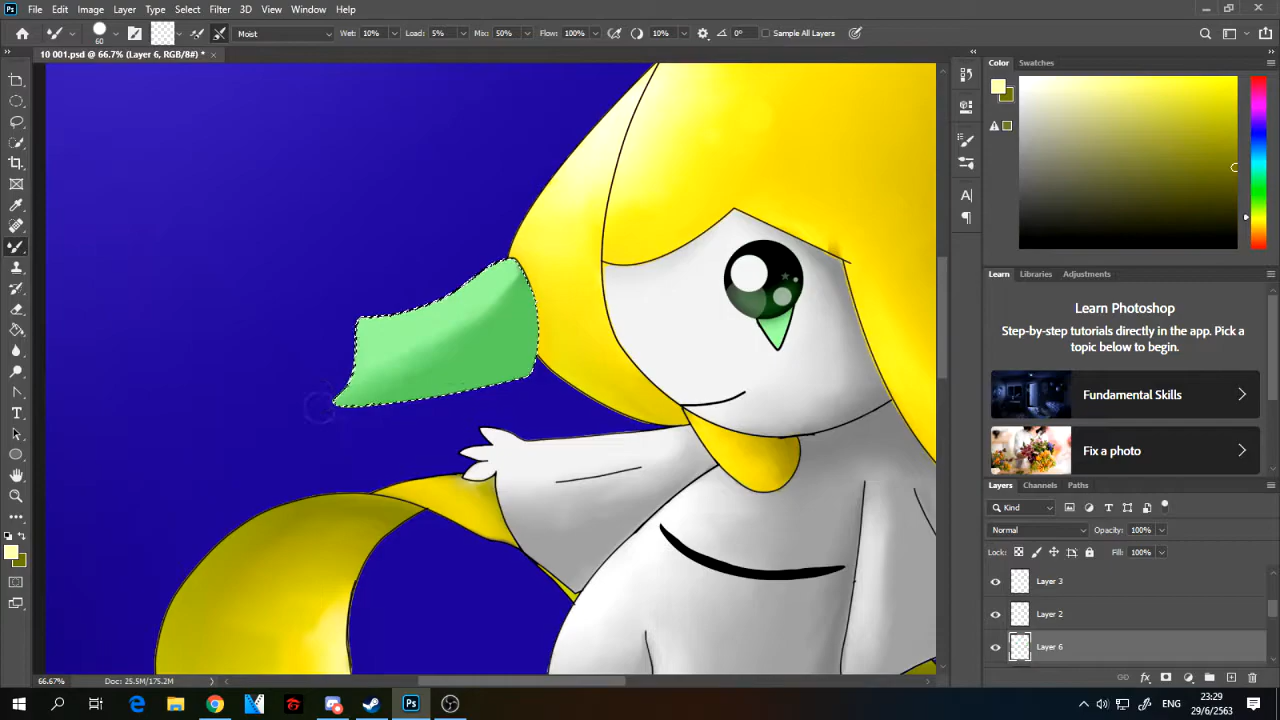 Ps File Edit Image Layer Type Select Filter 3D View Window Help
60 Moist Wet: 10% Load: 5% Mix: 50% Flow: 100% 10% 0° Sample All Layers
10 001.psd @ 66.7% (Layer 6, RGB/8#) * ×
Color Swatches
Learn Libraries Adjustments
Learn Photoshop
Step-by-step tutorials directly in the app. Pick a
topic below to begin.
Fundamental Skills
Fix a photo
Layers Channels Paths
Kind
Normal Opacity: 100%
Lock: Fill: 100%
Layer 3
Layer 2
Layer 6
66.67% Doc: 25.5M/175.2M
Ps ENG 23:29
29/6/2563